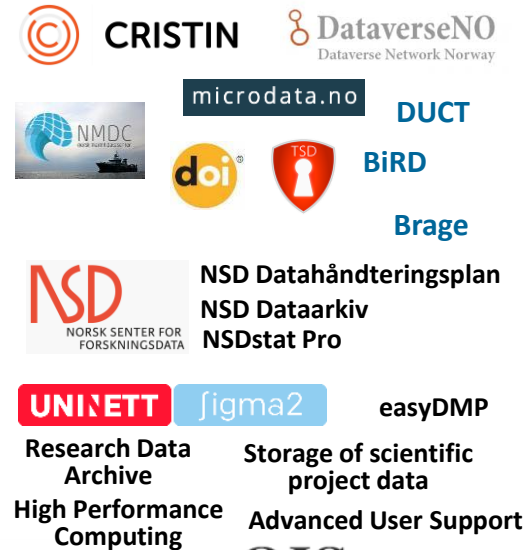 CRISTIN
DataverseNO
Dataverse Network Norway
microdata.no
NMDC
DUCT
doi
TSD
BiRD
Brage
NSD
NORSK SENTER FOR
FORSKNINGSDATA
NSD Datahåndteringsplan
NSD Dataarkiv
NSDstat Pro
UNINETT
ʃigma2
easyDMP
Research Data
Archive
Storage of scientific
project data
High Performance
Computing
Advanced User Support